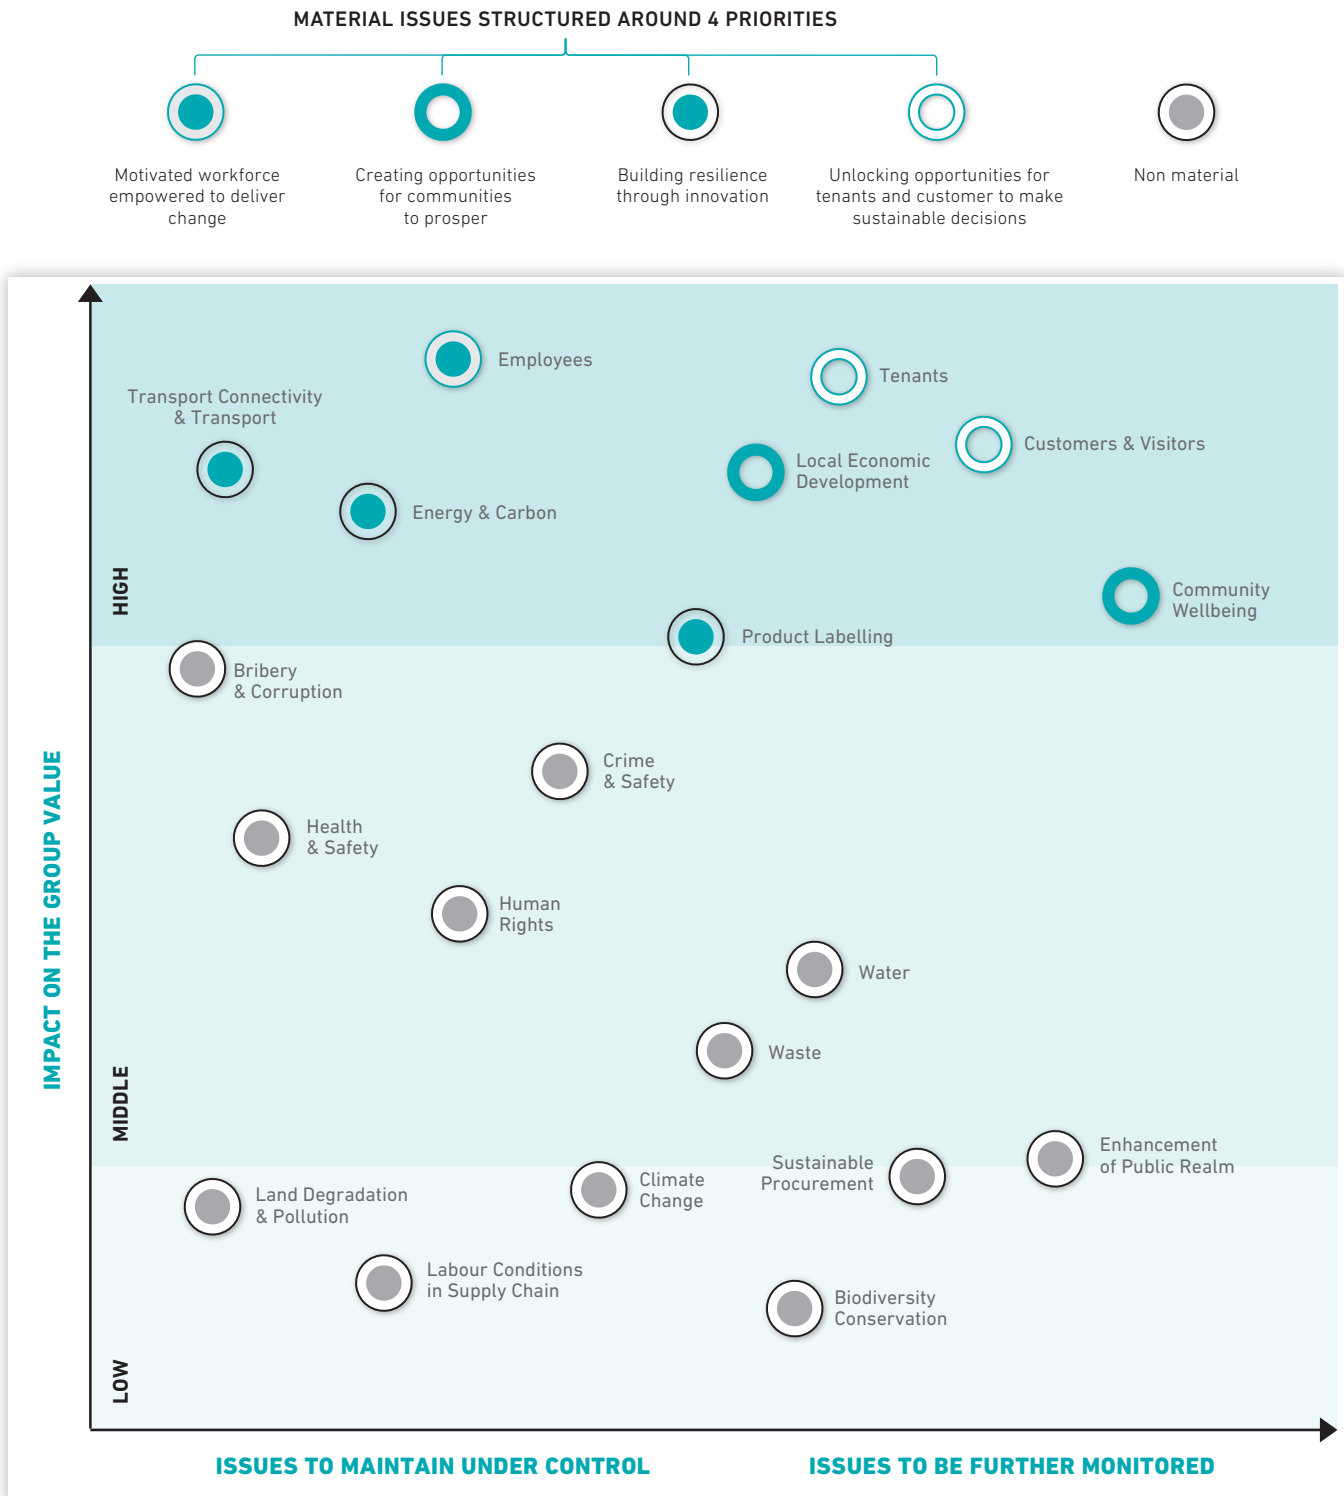 MATERIAL ISSUES STRUCTURED AROUND 4 PRIORITIES
Motivated workforce
empowered to deliver
change
Creating opportunities
for communities
to prosper
Building resilience
through innovation
Unlocking opportunities for
tenants and customer to make
sustainable decisions
Non material
Employees
Tenants
Transport Connectivity
& Transport
Customers & Visitors
Local Economic
Development
Energy & Carbon
HIGH
Community
Wellbeing
Product Labelling
Bribery
& Corruption
Crime
& Safety
Health
& Safety
IMPACT ON THE GROUP VALUE
Human
Rights
Water
Waste
MIDDLE
Enhancement
of Public Realm
Sustainable
Procurement
Climate
Change
Land Degradation
& Pollution
Labour Conditions
in Supply Chain
Biodiversity
Conservation
LOW
ISSUES TO MAINTAIN UNDER CONTROL
ISSUES TO BE FURTHER MONITORED